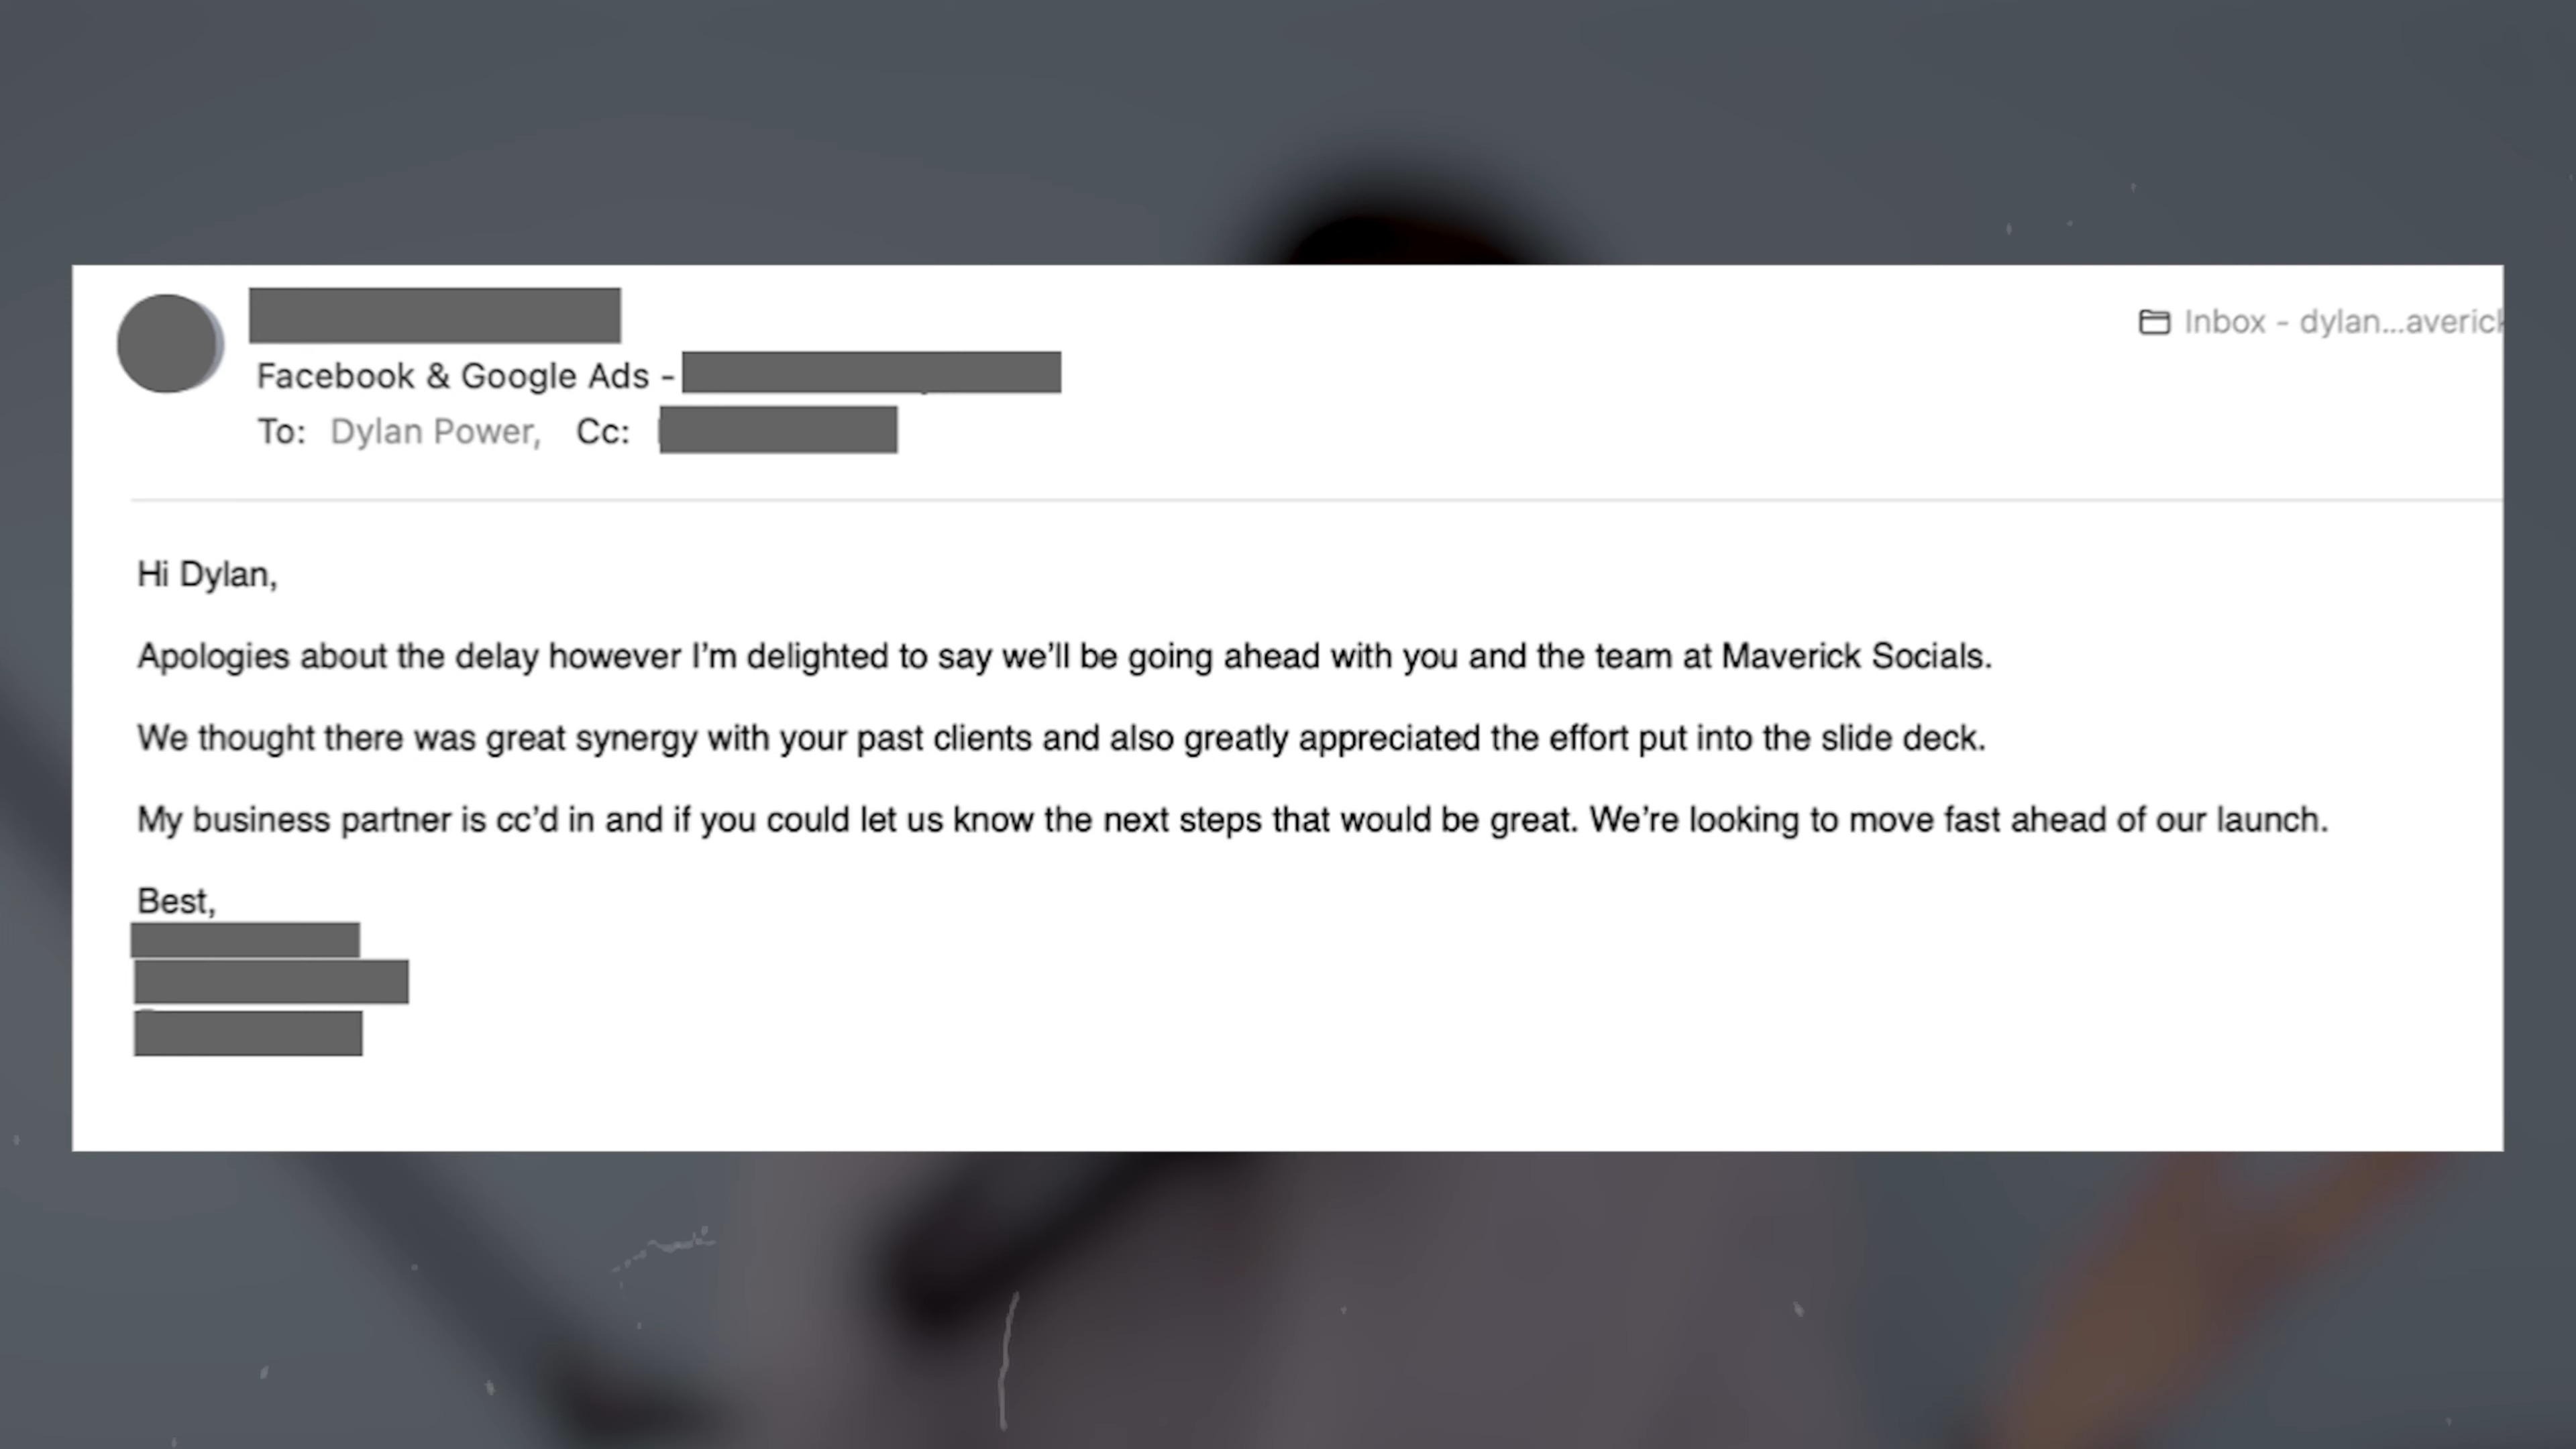 Inbox - dylan...averick
Facebook & Google Ads -
To: Dylan Power, Cc:
Hi Dylan,
Apologies about the delay however I’m delighted to say we’ll be going ahead with you and the team at Maverick Socials.
We thought there was great synergy with your past clients and also greatly appreciated the effort put into the slide deck.
My business partner is cc’d in and if you could let us know the next steps that would be great. We’re looking to move fast ahead of our launch.
Best,